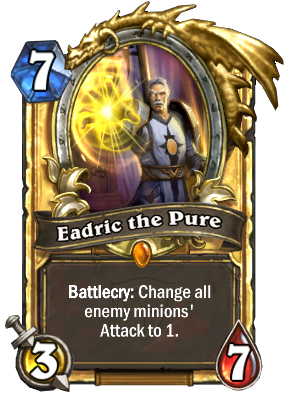 7
Eadric the Pure
Battlecry: Change all
enemy minions'
Attack to 1.
3
7